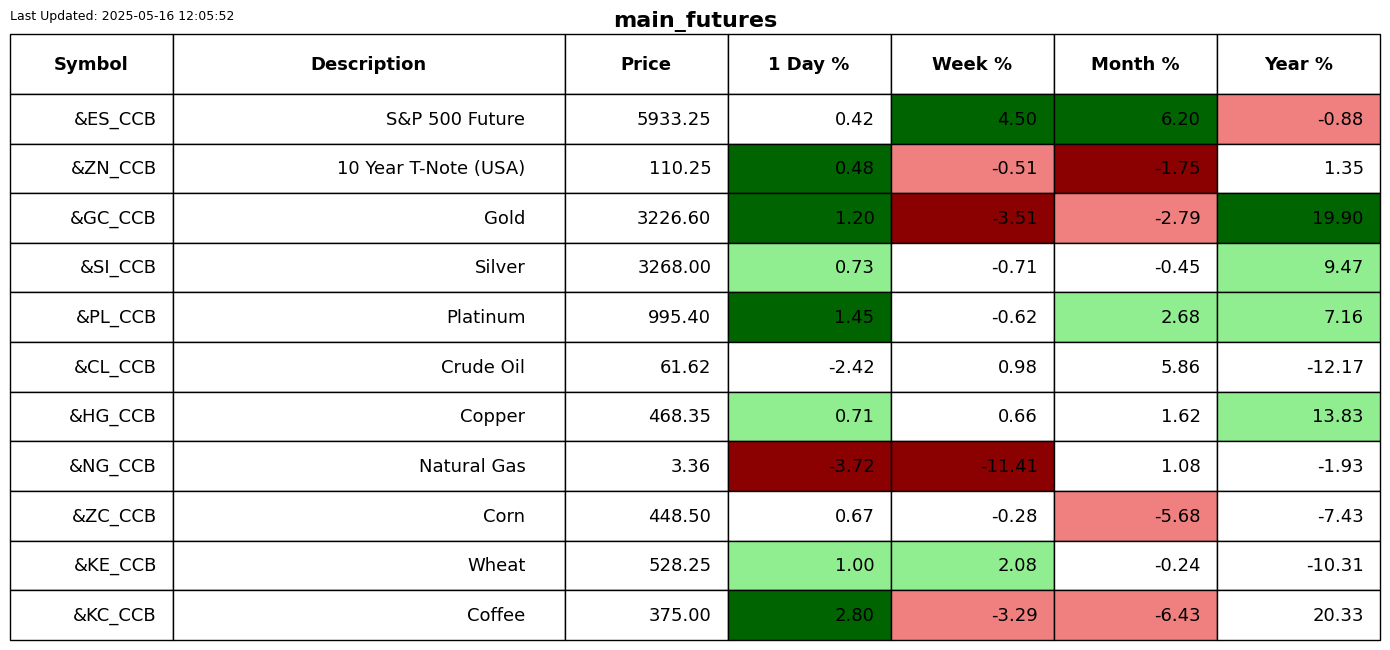 Last Updated: 2025-05-16 12:05:52
main_futures
Symbol Description Price 1 Day % Week % Month % Year %
&ES_CCB S&P 500 Future 5933.25 0.42 4.50 6.20 -0.88
&ZN_CCB 10 Year T-Note (USA) 110.25 0.48 -0.51 -1.75 1.35
&GC_CCB Gold 3226.60 1.20 -3.51 -2.79 19.90
&SI_CCB Silver 3268.00 0.73 -0.71 -0.45 9.47
&PL_CCB Platinum 995.40 1.45 -0.62 2.68 7.16
&CL_CCB Crude Oil 61.62 -2.42 0.98 5.86 -12.17
&HG_CCB Copper 468.35 0.71 0.66 1.62 13.83
&NG_CCB Natural Gas 3.36 -3.72 -11.41 1.08 -1.93
&ZC_CCB Corn 448.50 0.67 -0.28 -5.68 -7.43
&KE_CCB Wheat 528.25 1.00 2.08 -0.24 -10.31
&KC_CCB Coffee 375.00 2.80 -3.29 -6.43 20.33